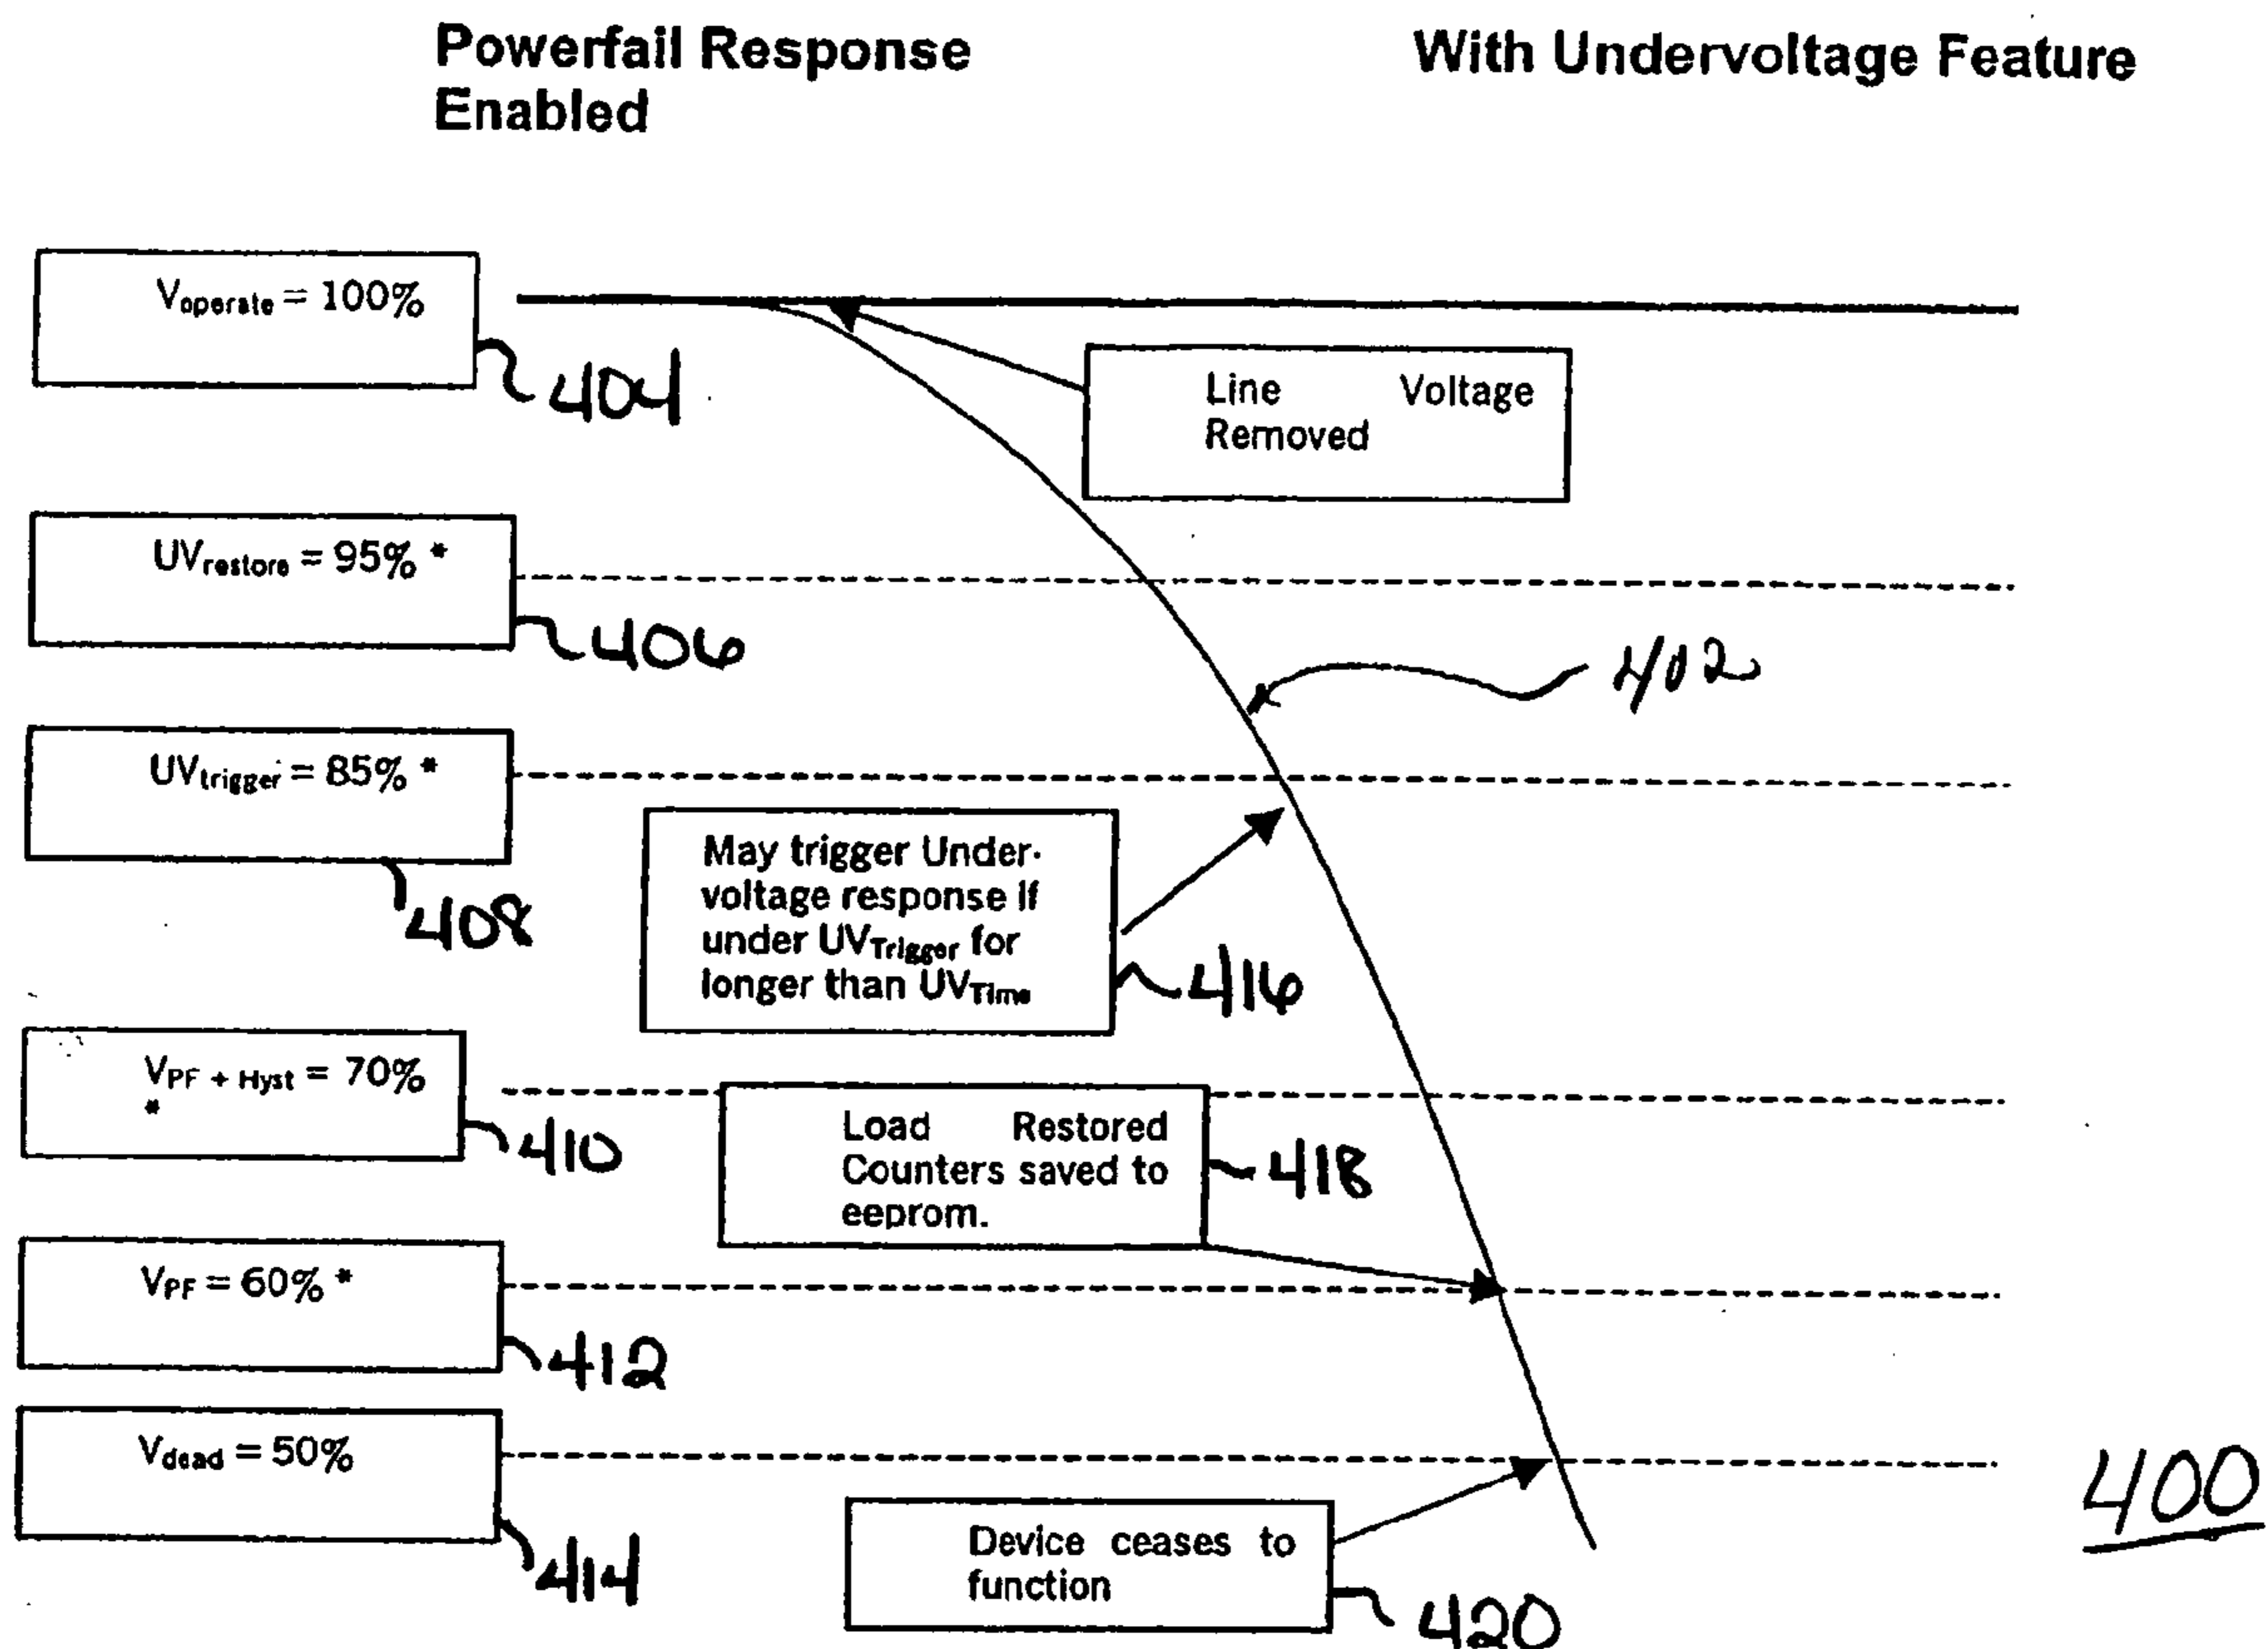 Powerfail Response With Undervoltage Feature
Enabled
Voperate = 100%
404
Line Voltage
Removed
UVrestore = 95% *
406
402
UVtrigger = 85% *
408
May trigger Under-
voltage response if
under UVTrigger for
longer than UVTime
416
VPF + Hyst = 70%
*
410
Load Restored
Counters saved to
eeprom.
418
VPF = 60% *
412
Vdead = 50%
414
Device ceases to
function
420
400